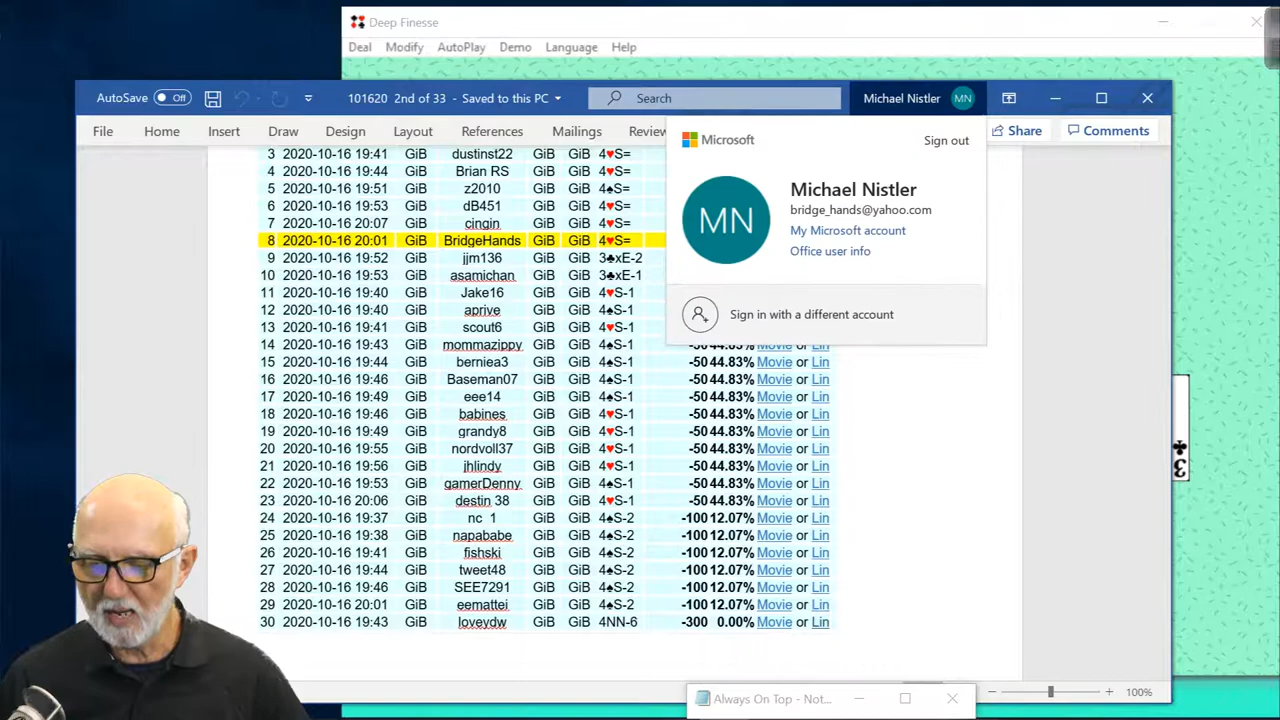 Deep Finesse
Deal Modify AutoPlay Demo Language Help
AutoSave Off 101620 2nd of 33 - Saved to this PC Search Michael Nistler MN
File Home Insert Draw Design Layout References Mailings Review Share Comments
Microsoft Sign out
MN
Michael Nistler
bridge_hands@yahoo.com
My Microsoft account
Office user info
Sign in with a different account
3 2020-10-16 19:41 GiB dustinst22 GiB GiB 4♥S=
4 2020-10-16 19:44 GiB Brian RS GiB GiB 4♥S=
5 2020-10-16 19:51 GiB z2010 GiB GiB 4♠S=
6 2020-10-16 19:53 GiB dB451 GiB GiB 4♥S=
7 2020-10-16 20:07 GiB cingin GiB GiB 4♥S=
8 2020-10-16 20:01 GiB BridgeHands GiB GiB 4♥S=
9 2020-10-16 19:52 GiB jjm136 GiB GiB 3♣xE-2
10 2020-10-16 19:53 GiB asamichan GiB GiB 3♣xE-1
11 2020-10-16 19:40 GiB Jake16 GiB GiB 4♥S-1
12 2020-10-16 19:40 GiB aprive GiB GiB 4♠S-1
13 2020-10-16 19:41 GiB scout6 GiB GiB 4♥S-1
14 2020-10-16 19:43 GiB mommazippy GiB GiB 4♠S-1 -50 44.83% Movie or Lin
15 2020-10-16 19:44 GiB berniea3 GiB GiB 4♠S-1 -50 44.83% Movie or Lin
16 2020-10-16 19:46 GiB Baseman07 GiB GiB 4♠S-1 -50 44.83% Movie or Lin
17 2020-10-16 19:49 GiB eee14 GiB GiB 4♠S-1 -50 44.83% Movie or Lin
18 2020-10-16 19:46 GiB babines GiB GiB 4♥S-1 -50 44.83% Movie or Lin
19 2020-10-16 19:49 GiB grandy8 GiB GiB 4♥S-1 -50 44.83% Movie or Lin
20 2020-10-16 19:55 GiB nordvoll37 GiB GiB 4♥S-1 -50 44.83% Movie or Lin
21 2020-10-16 19:56 GiB jhlindy GiB GiB 4♥S-1 -50 44.83% Movie or Lin
22 2020-10-16 19:53 GiB gamerDenny GiB GiB 4♠S-1 -50 44.83% Movie or Lin
23 2020-10-16 20:06 GiB destin 38 GiB GiB 4♥S-1 -50 44.83% Movie or Lin
24 2020-10-16 19:37 GiB nc 1 GiB GiB 4♠S-2 -100 12.07% Movie or Lin
25 2020-10-16 19:38 GiB napababe GiB GiB 4♠S-2 -100 12.07% Movie or Lin
26 2020-10-16 19:41 GiB fishski GiB GiB 4♠S-2 -100 12.07% Movie or Lin
27 2020-10-16 19:44 GiB tweet48 GiB GiB 4♠S-2 -100 12.07% Movie or Lin
28 2020-10-16 19:46 GiB SEE7291 GiB GiB 4♠S-2 -100 12.07% Movie or Lin
29 2020-10-16 20:01 GiB eemattei GiB GiB 4♠S-2 -100 12.07% Movie or Lin
30 2020-10-16 19:43 GiB loveydw GiB GiB 4NN-6 -300 0.00% Movie or Lin
♣3
Always On Top - Not...
100%